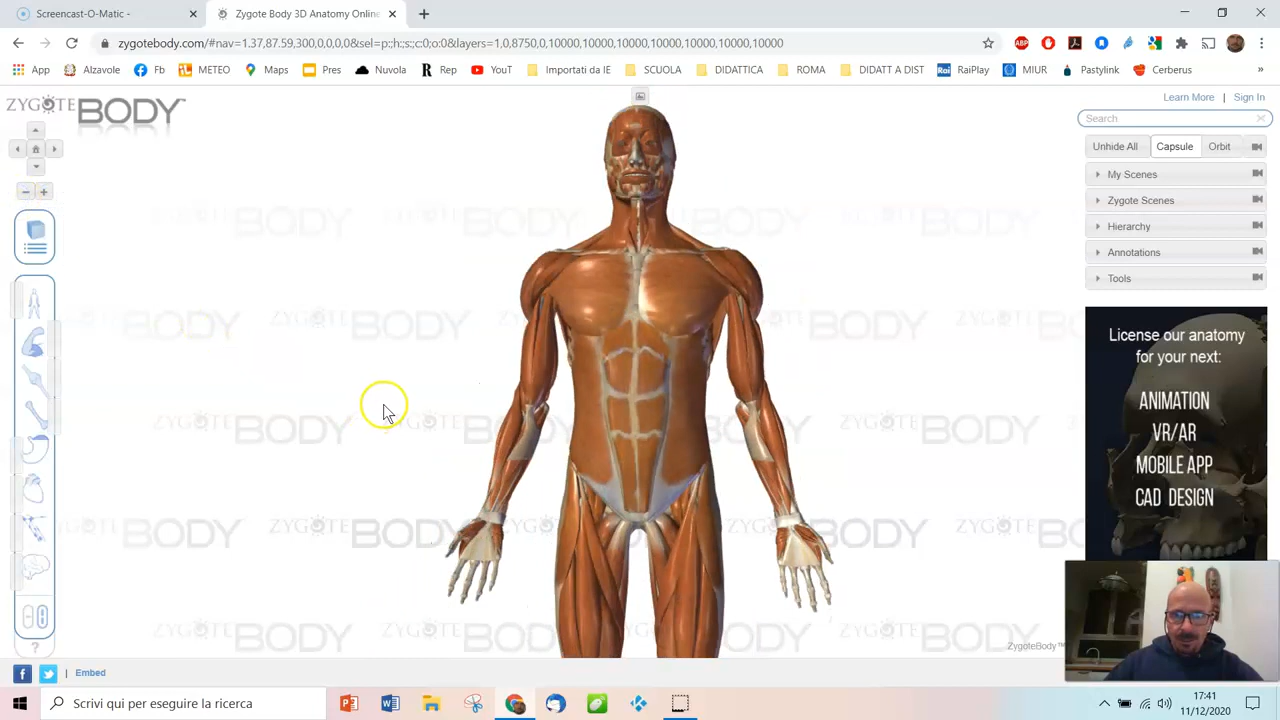 Screencast-O-Matic -
Zygote Body 3D Anatomy Online
zygotebody.com/#nav=1.37,87.59,300,0,0,0,0&sel=p:;h:;s:;c:0;o:0&layers=1,0,8750,0,10000,10000,10000,10000,10000,10000,10000
ABP
App
Alzavole
Fb
METEO
Maps
Pres
Nuvola
Rep
YouT
Importati da IE
SCUOLA
DIDATTICA
ROMA
DIDATT A DIST
Rai
RaiPlay
MIUR
Pastylink
Cerberus
ZYGOTE BODY™
Learn More | Sign In
Search
Unhide All
Capsule
Orbit
My Scenes
Zygote Scenes
Hierarchy
Annotations
Tools
ZYGOTE BODY
License our anatomy
for your next:
ANIMATION
VR/AR
MOBILE APP
CAD DESIGN
ZygoteBody™
Embed
Scrivi qui per eseguire la ricerca
17:41
11/12/2020